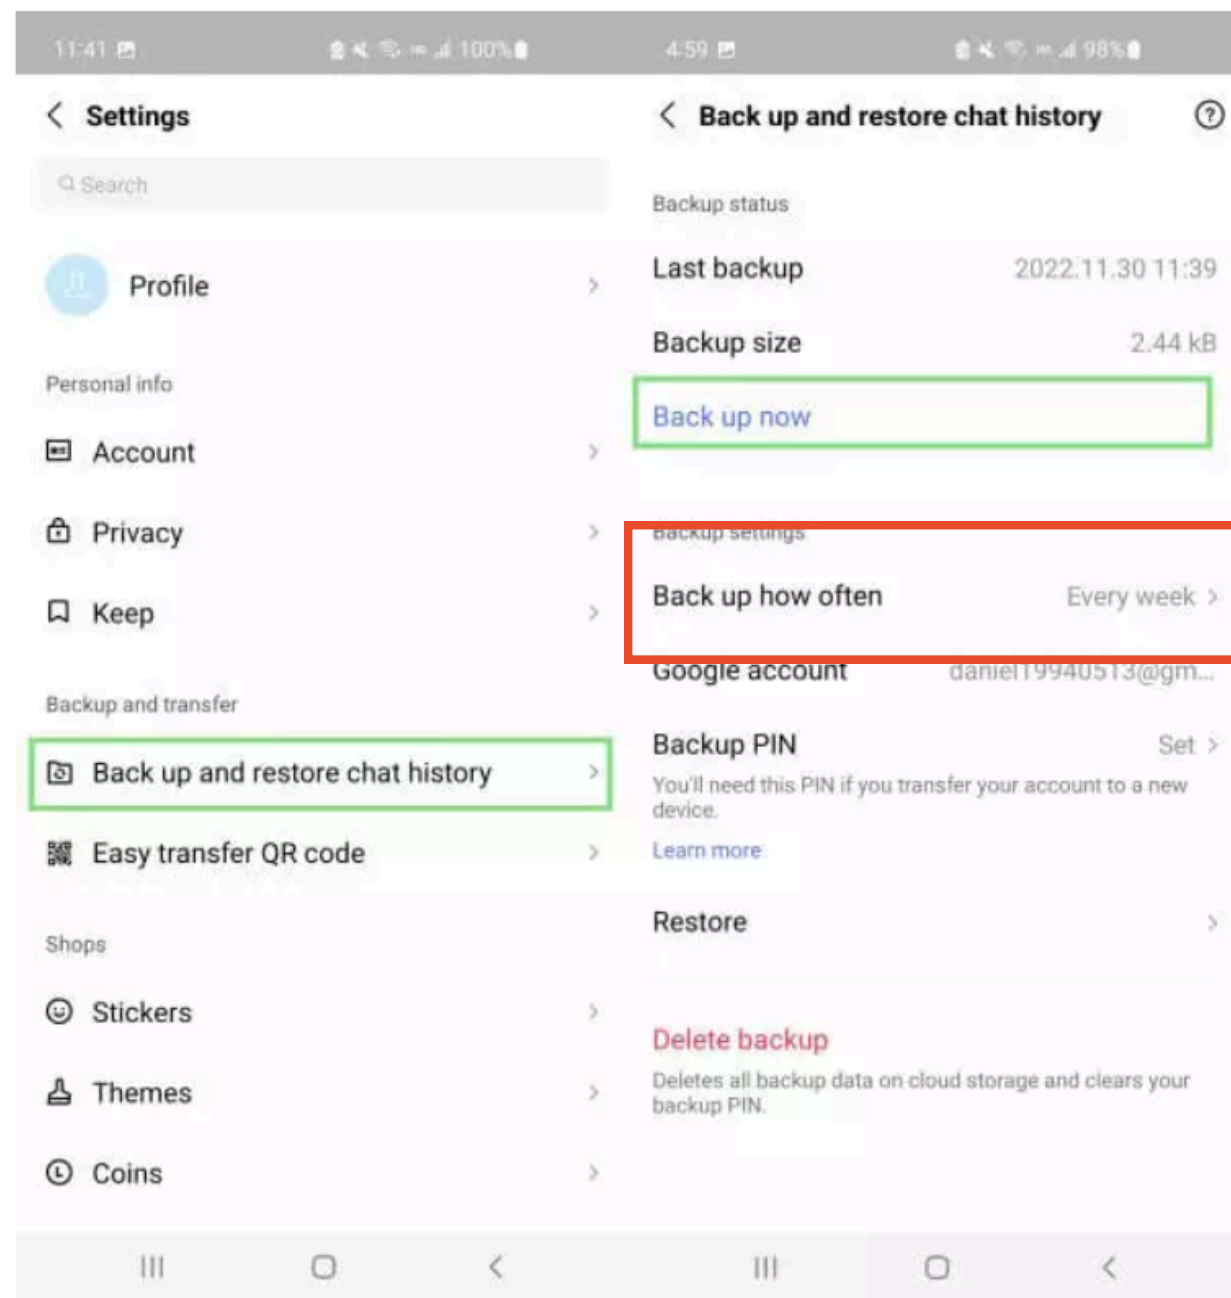 11:41
100%
Settings
Search
Profile
Personal info
Account
Privacy
Keep
Backup and transfer
Back up and restore chat history
Easy transfer QR code
Shops
Stickers
Themes
Coins
4:59
98%
Back up and restore chat history
Backup status
Last backup 2022.11.30 11:39
Backup size 2.44 kB
Back up now
Backup settings
Back up how often Every week
Google account daniel19940513@gm...
Backup PIN Set
You'll need this PIN if you transfer your account to a new
device.
Learn more
Restore
Delete backup
Deletes all backup data on cloud storage and clears your
backup PIN.